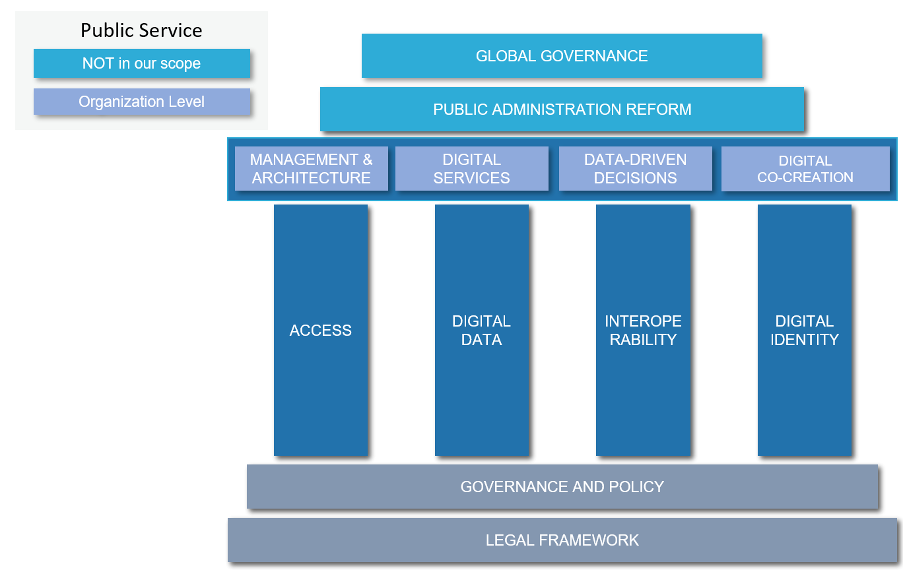 Public Service
NOT in our scope
Organization Level
GLOBAL GOVERNANCE
PUBLIC ADMINISTRATION REFORM
MANAGEMENT &
ARCHITECTURE
DIGITAL
SERVICES
DATA-DRIVEN
DECISIONS
DIGITAL
CO-CREATION
ACCESS
DIGITAL
DATA
INTEROPE
RABILITY
DIGITAL
IDENTITY
GOVERNANCE AND POLICY
LEGAL FRAMEWORK